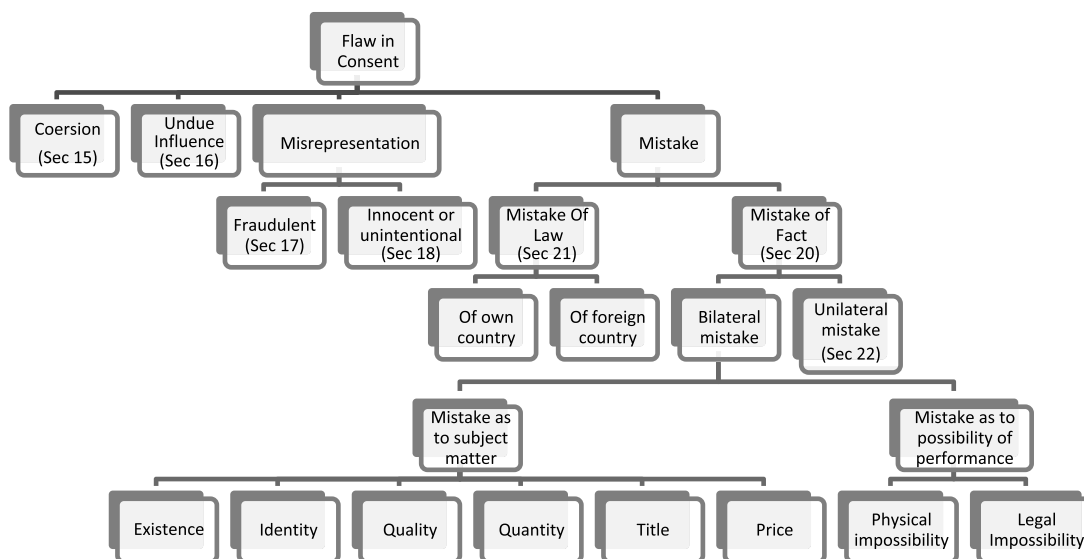 Flaw in
Consent
Coersion
(Sec 15)
Undue
Influence
(Sec 16)
Misrepresentation
Mistake
Fraudulent
(Sec 17)
Innocent or
unintentional
(Sec 18)
Mistake Of
Law
(Sec 21)
Mistake of
Fact
(Sec 20)
Of own
country
Of foreign
country
Bilateral
mistake
Unilateral
mistake
(Sec 22)
Mistake as
to subject
matter
Mistake as to
possibility of
performance
Existence
Identity
Quality
Quantity
Title
Price
Physical
impossibility
Legal
Impossibility